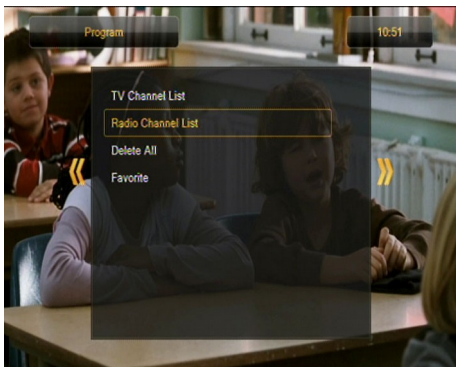 Program
10:51
TV Channel List
Radio Channel List
Delete All
Favorite